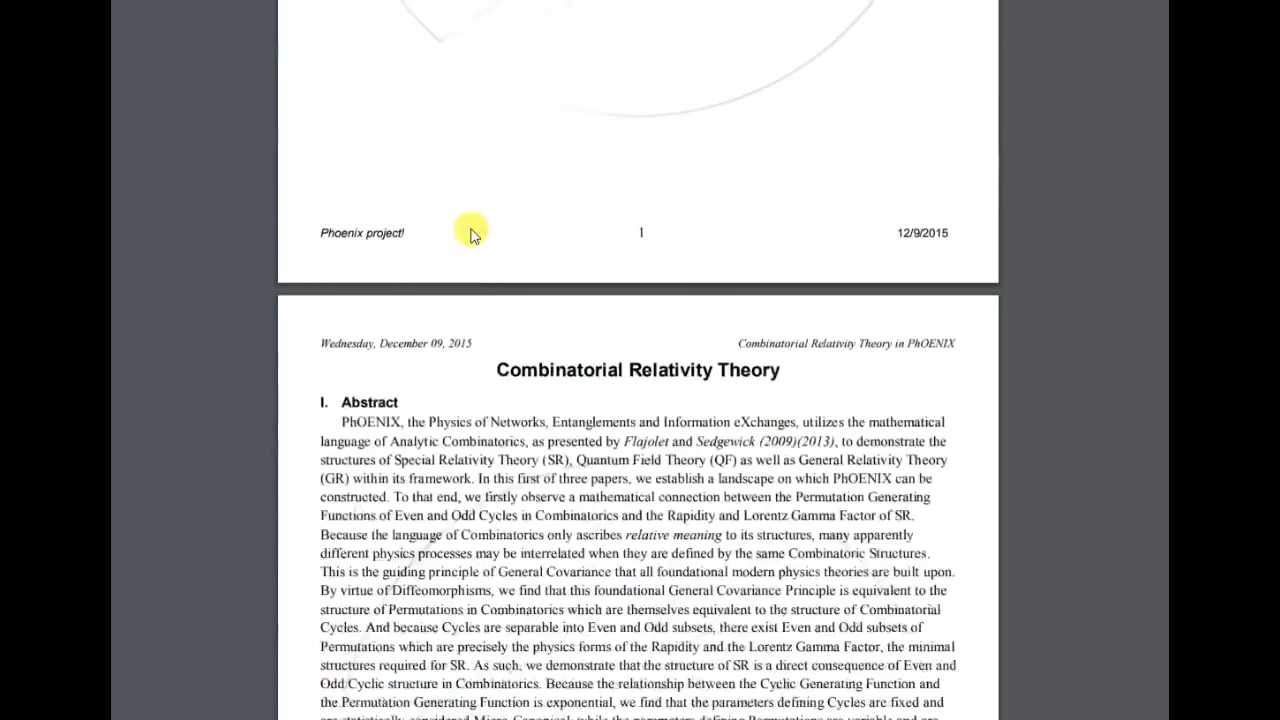 Phoenix project! 1 12/9/2015
Wednesday, December 09, 2015 Combinatorial Relativity Theory in PhOENIX
Combinatorial Relativity Theory
I. Abstract
PhOENIX, the Physics of Networks, Entanglements and Information eXchanges, utilizes the mathematical
language of Analytic Combinatorics, as presented by Flajolet and Sedgewick (2009)(2013), to demonstrate the
structures of Special Relativity Theory (SR), Quantum Field Theory (QF) as well as General Relativity Theory
(GR) within its framework. In this first of three papers, we establish a landscape on which PhOENIX can be
constructed. To that end, we firstly observe a mathematical connection between the Permutation Generating
Functions of Even and Odd Cycles in Combinatorics and the Rapidity and Lorentz Gamma Factor of SR.
Because the language of Combinatorics only ascribes relative meaning to its structures, many apparently
different physics processes may be interrelated when they are defined by the same Combinatoric Structures.
This is the guiding principle of General Covariance that all foundational modern physics theories are built upon.
By virtue of Diffeomorphisms, we find that this foundational General Covariance Principle is equivalent to the
structure of Permutations in Combinatorics which are themselves equivalent to the structure of Combinatorial
Cycles. And because Cycles are separable into Even and Odd subsets, there exist Even and Odd subsets of
Permutations which are precisely the physics forms of the Rapidity and the Lorentz Gamma Factor, the minimal
structures required for SR. As such, we demonstrate that the structure of SR is a direct consequence of Even and
Odd Cyclic structure in Combinatorics. Because the relationship between the Cyclic Generating Function and
the Permutation Generating Function is exponential, we find that the parameters defining Cycles are fixed and
are statistically considered Micro-Canonical; while the parameters defining Permutations are variable and are